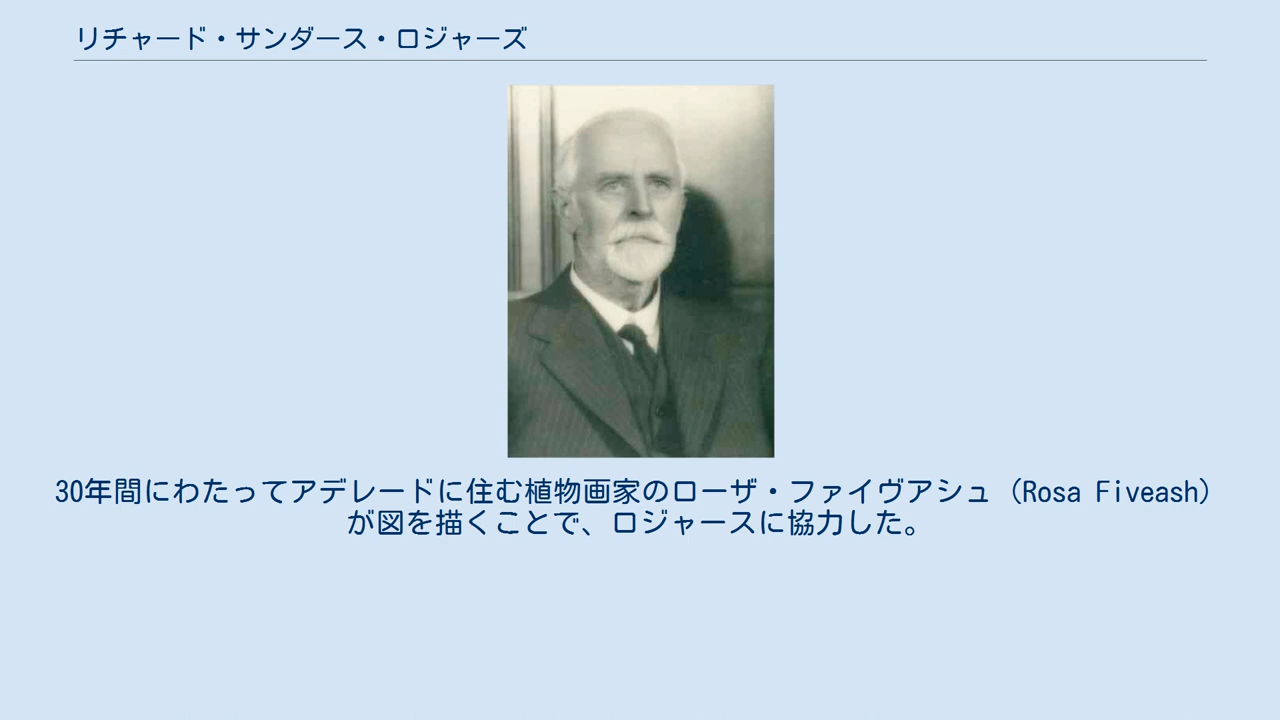 リチャード・サンダース・ロジャーズ
30年間にわたってアデレードに住む植物画家のローザ・ファイヴアシュ（Rosa Fiveash）
が図を描くことで、ロジャースに協力した。